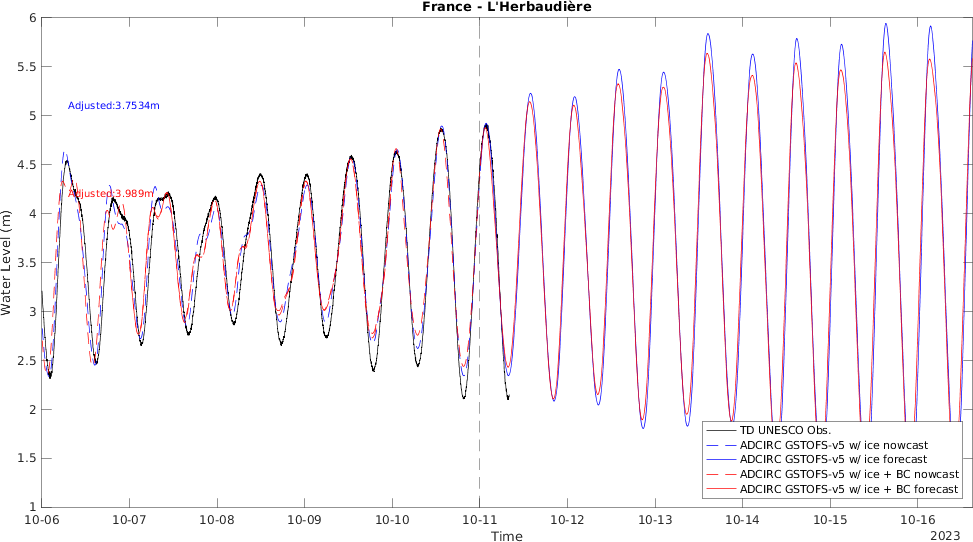 France - L'Herbaudière
Water Level (m)
6
5.5
5
4.5
4
3.5
3
2.5
2
1.5
1
Adjusted:3.7534m
Adjusted:3.989m
TD UNESCO Obs.
ADCIRC GSTOFS-v5 w/ ice nowcast
ADCIRC GSTOFS-v5 w/ ice forecast
ADCIRC GSTOFS-v5 w/ ice + BC nowcast
ADCIRC GSTOFS-v5 w/ ice + BC forecast
10-06 10-07 10-08 10-09 10-10 10-11 10-12 10-13 10-14 10-15 10-16
Time
2023